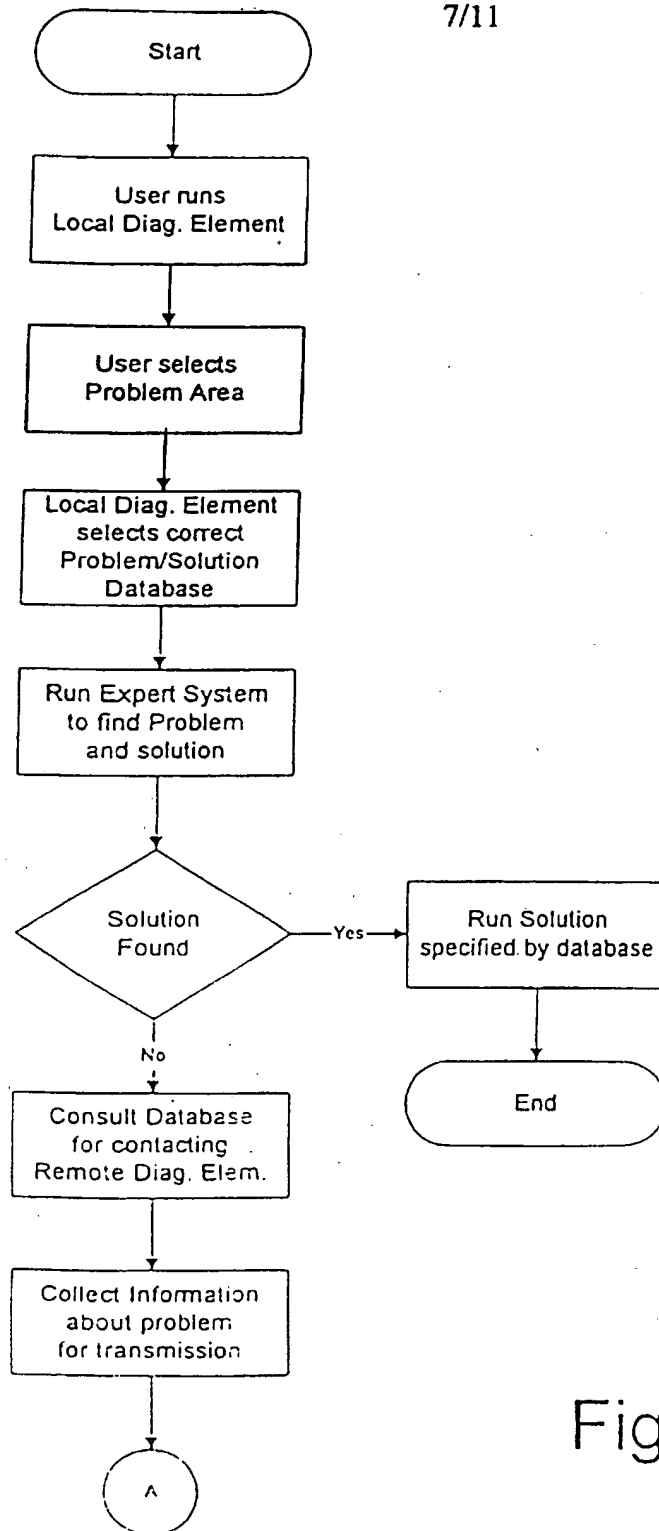 7/11
Start
User runs
Local Diag. Element
User selects
Problem Area
Local Diag. Element
selects correct
Problem/Solution
Database
Run Expert System
to find Problem
and solution
Solution
Found
Yes
Run Solution
specified by database
End
No
Consult Database
for contacting
Remote Diag. Elem.
Collect Information
about problem
for transmission
A
Fig